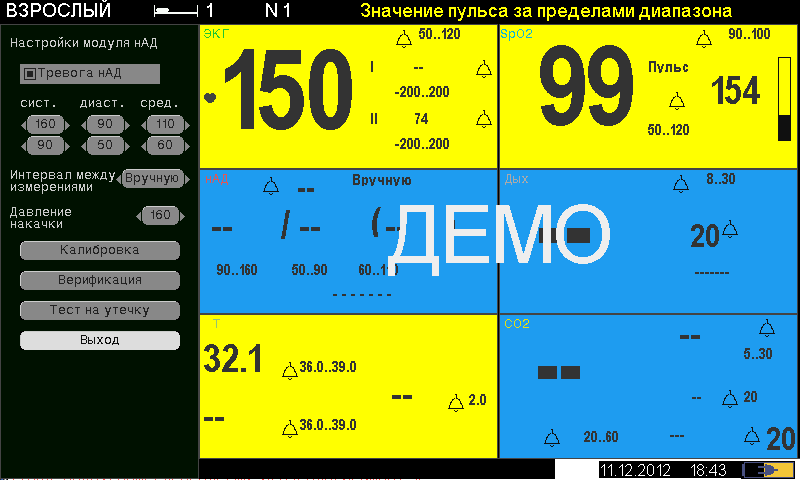 ВЗРОСЛЫЙ 1 N 1 Значение пульса за пределами диапазона
Настройки модуля нАД
Тревога нАД
сист. диаст. сред.
160 90 110
90 50 60
Интервал между измерениями
Вручную
Давление накачки
160
Калибровка
Верификация
Тест на утечку
Выход
ЭКГ
150
50..120
I --
-200..200
II 74
-200..200
SpO2
99
90..100
Пульс 154
50..120
нАД
-- Вручную
-- / -- ( --
90..160 50..90
-------
Дых
8..30
--
20
-------
ДЕМО
T
32.1 36.0..39.0
-- 2.0
-- 36.0..39.0
CO2
--
5..30
--
-- 20
20..60 --- 20
11.12.2012 18:43